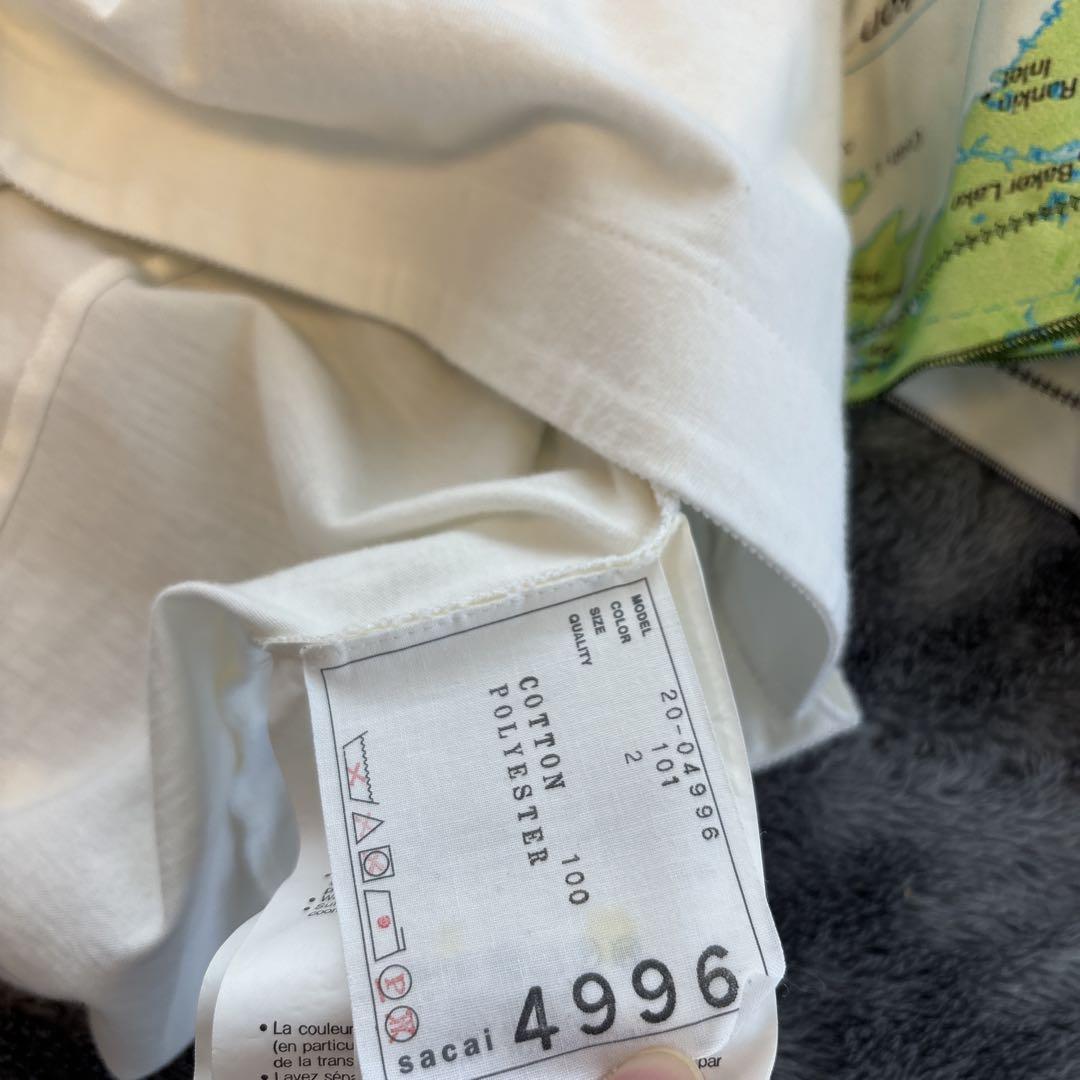 Rankin
Inlet
Baker Lake
MODEL 20-04996
COLOR 101
SIZE 2
QUALITY
COTTON 100
POLYESTER
sacai 4996
• La couleur
(en particu
de la trans
• Lavez sépa
par